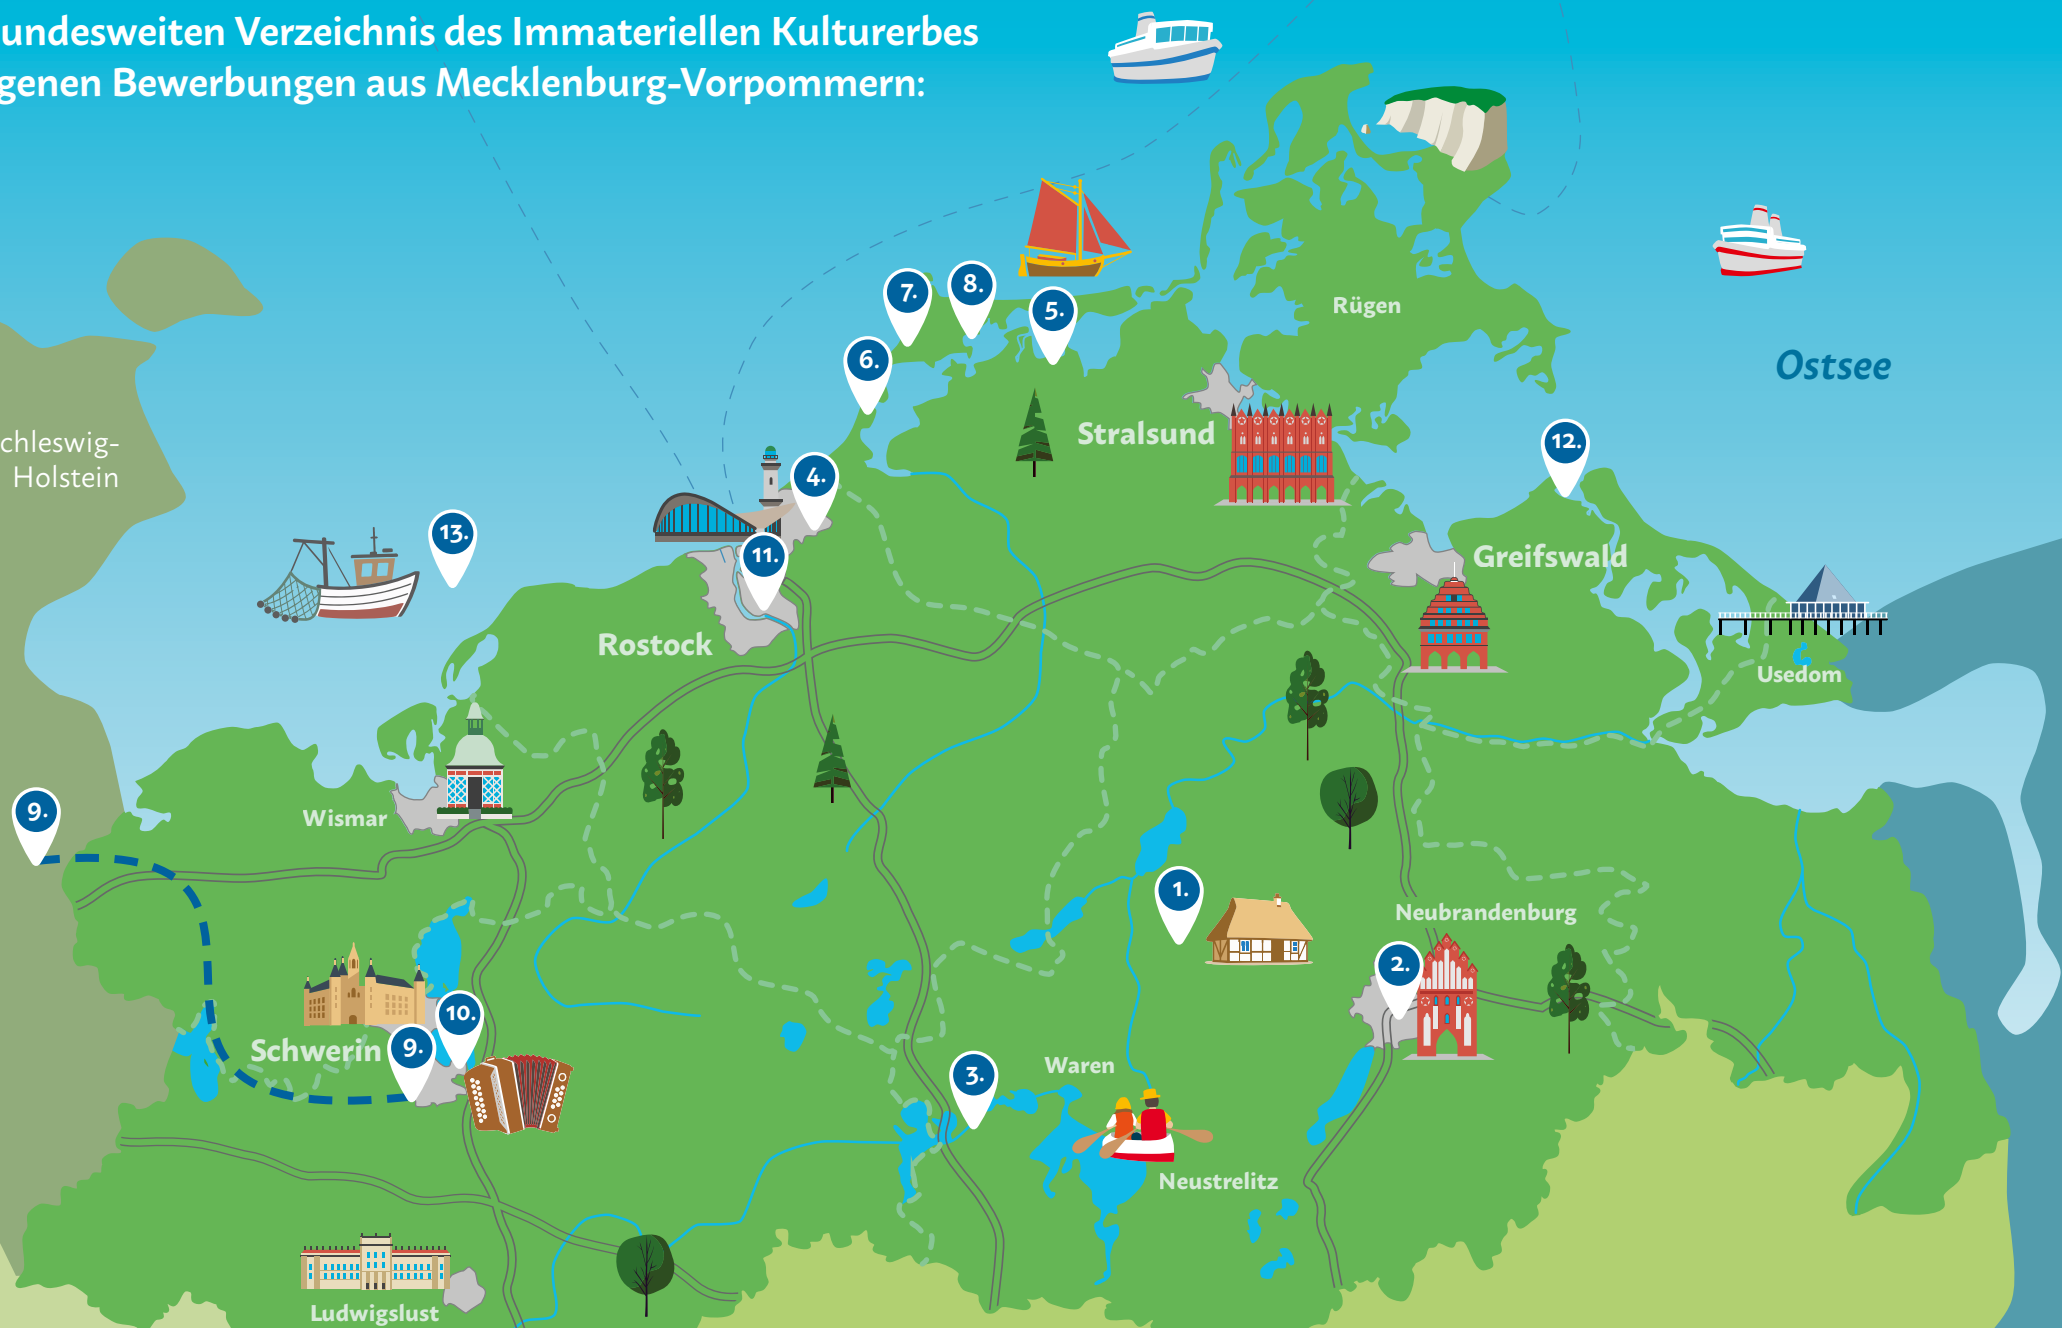 undesweiten Verzeichnis des Immateriellen Kulturerbes
genen Bewerbungen aus Mecklenburg-Vorpommern:
8.
7.
5.
Rügen
6.
Ostsee
Stralsund
chleswig-
Holstein
12.
4.
13.
11.
Greifswald
Rostock
Usedom
9.
Wismar
1.
Neubrandenburg
2.
10.
Schwerin
9.
Waren
3.
Neustrelitz
Ludwigslust